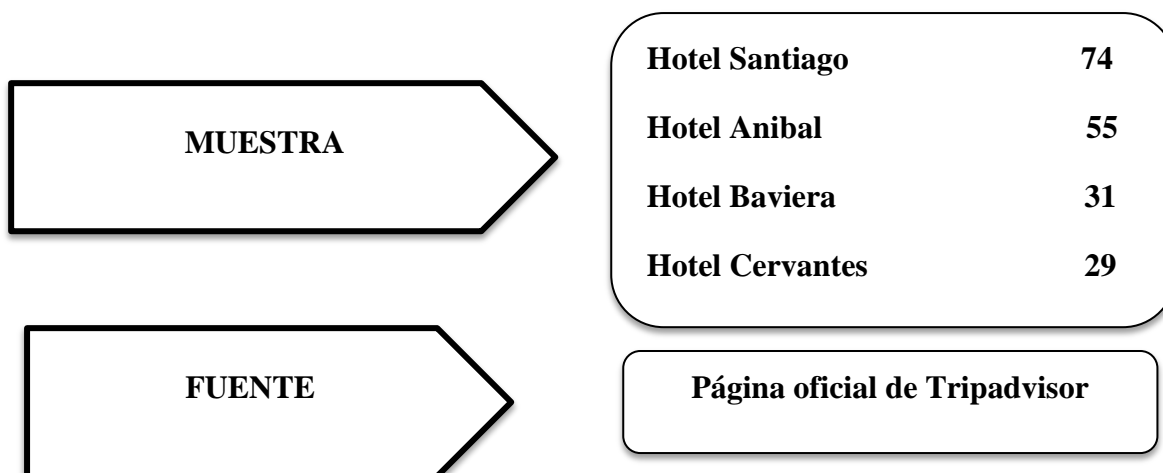 MUESTRA
Hotel Santiago 74
Hotel Anibal 55
Hotel Baviera 31
Hotel Cervantes 29
FUENTE
Página oficial de Tripadvisor